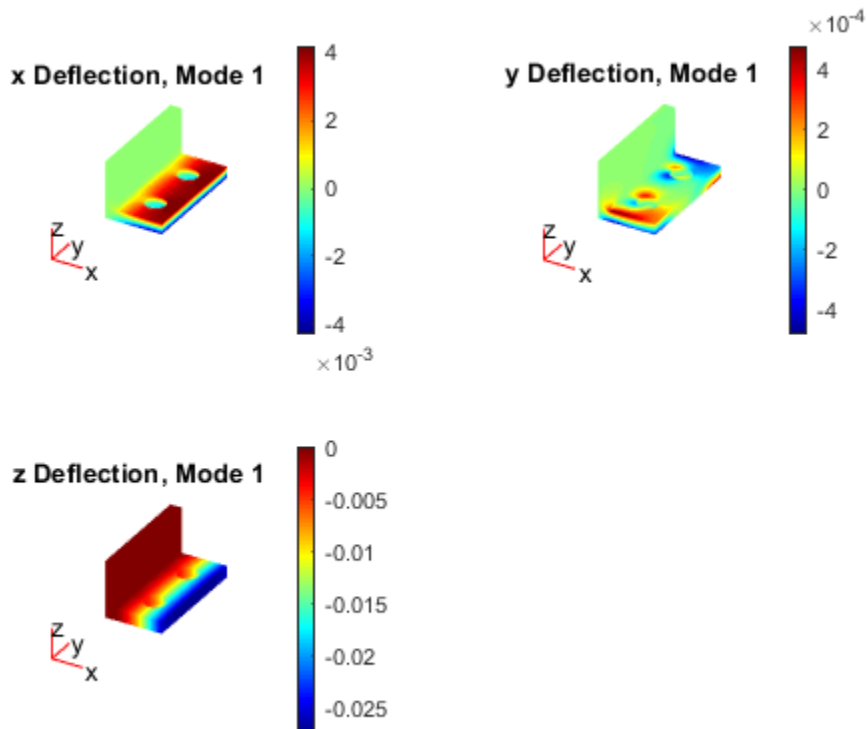 x Deflection, Mode 1
4
2
0
-2
-4
×10-3
z
y
x
y Deflection, Mode 1
×10-4
4
2
0
-2
-4
z
y
x
z Deflection, Mode 1
0
-0.005
-0.01
-0.015
-0.02
-0.025
z
y
x